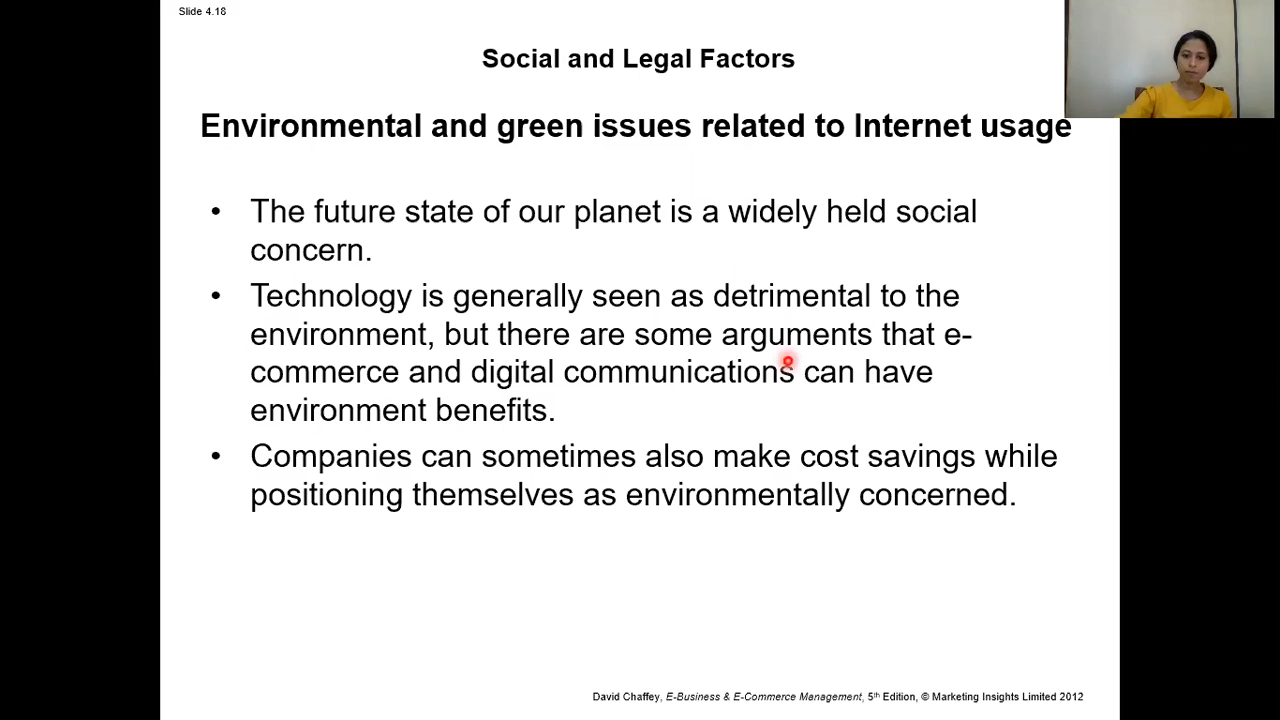 Slide 4.18
Social and Legal Factors
Environmental and green issues related to Internet usage
• The future state of our planet is a widely held social
concern.
• Technology is generally seen as detrimental to the
environment, but there are some arguments that e-
commerce and digital communications can have
environment benefits.
• Companies can sometimes also make cost savings while
positioning themselves as environmentally concerned.
David Chaffey, E-Business & E-Commerce Management, 5th Edition, © Marketing Insights Limited 2012